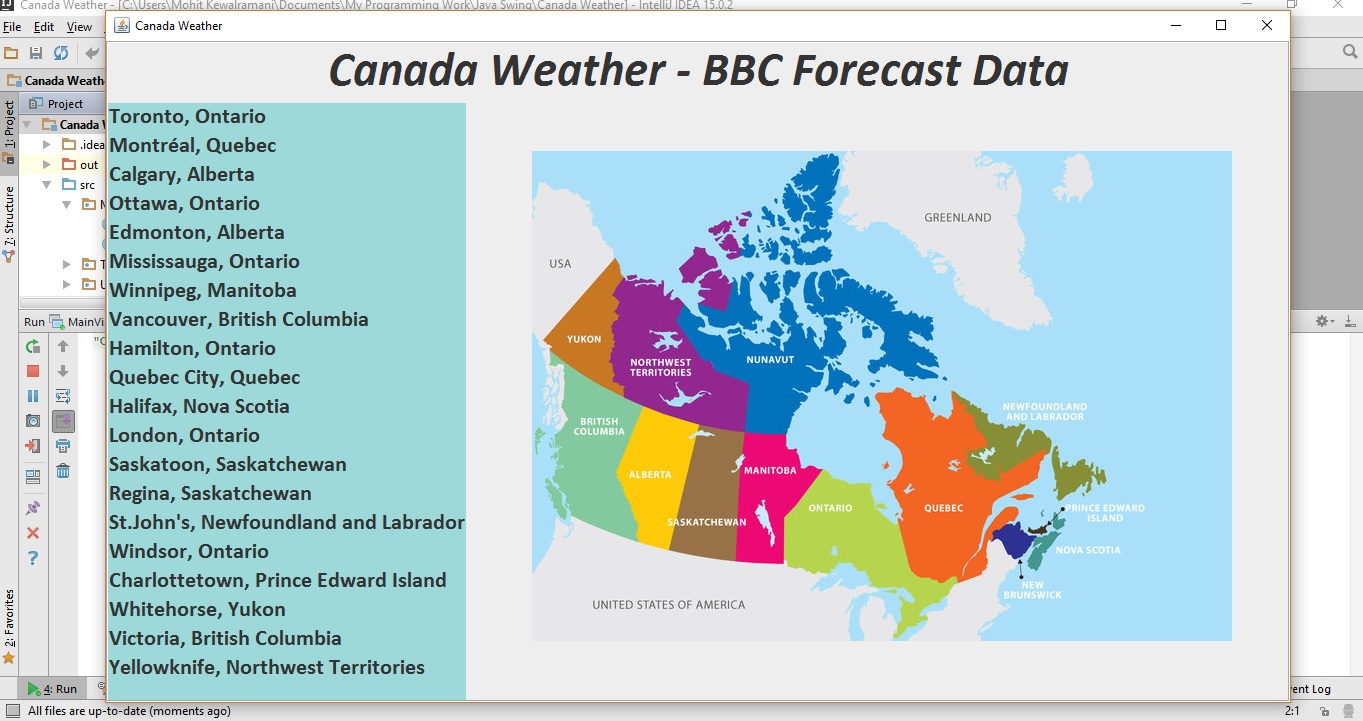 Canada Weather - [C:\Users\Mohit Kewalramani\Documents\My Programming Work\Java Swing\Canada Weather] - IntelliJ IDEA 15.0.2
Canada Weather
File Edit View
Canada Weather - BBC Forecast Data
Canada Weath
Project
Canada
.idea
out
src
1: Project
7: Structure
2: Favorites
Run MainVi
Toronto, Ontario
Montréal, Quebec
Calgary, Alberta
Ottawa, Ontario
Edmonton, Alberta
Mississauga, Ontario
Winnipeg, Manitoba
Vancouver, British Columbia
Hamilton, Ontario
Quebec City, Quebec
Halifax, Nova Scotia
London, Ontario
Saskatoon, Saskatchewan
Regina, Saskatchewan
St.John's, Newfoundland and Labrador
Windsor, Ontario
Charlottetown, Prince Edward Island
Whitehorse, Yukon
Victoria, British Columbia
Yellowknife, Northwest Territories
GREENLAND
USA
YUKON
NORTHWEST
TERRITORIES
NUNAVUT
BRITISH
COLUMBIA
NEWFOUNDLAND
AND LABRADOR
ALBERTA
MANITOBA
SASKATCHEWAN
ONTARIO
QUEBEC
PRINCE EDWARD
ISLAND
NOVA SCOTIA
NEW
BRUNSWICK
UNITED STATES OF AMERICA
4: Run
ent Log
All files are up-to-date (moments ago)
2:1